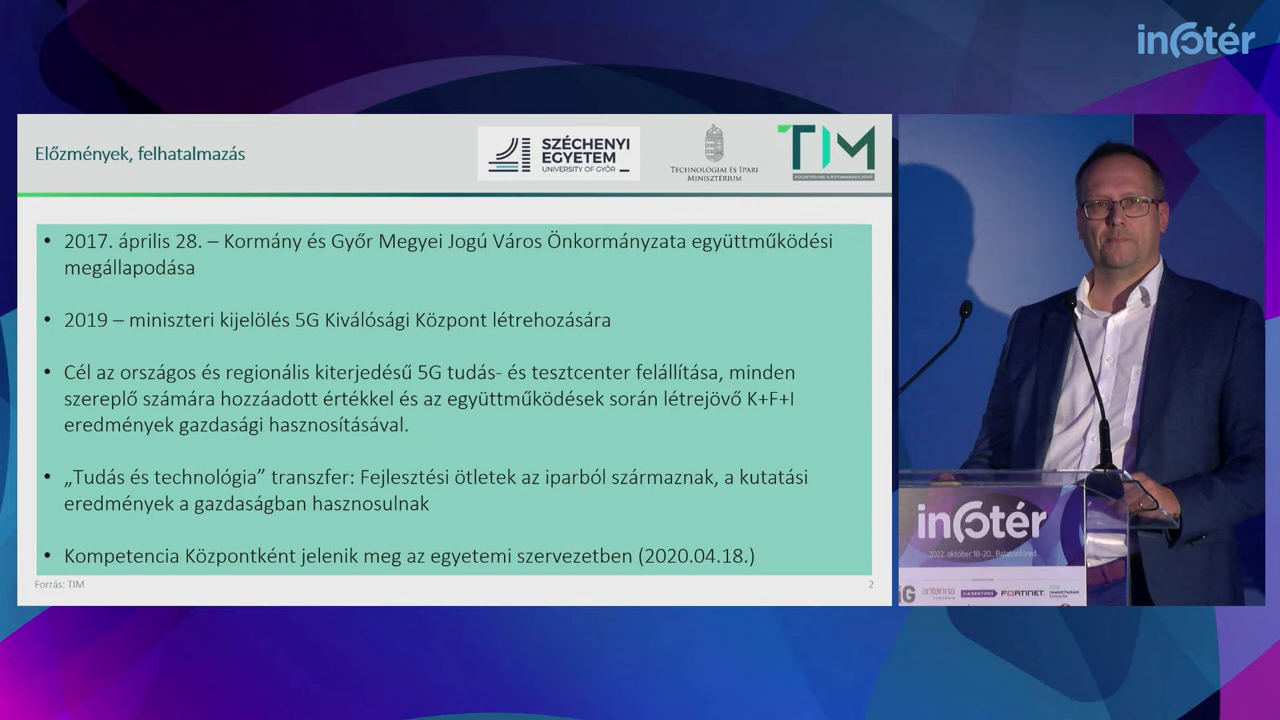 infotér
Előzmények, felhatalmazás
SZÉCHENYI
EGYETEM
UNIVERSITY OF GYŐR
TECHNOLÓGIAI ÉS IPARI
MINISZTÉRIUM
TIM
• 2017. április 28. – Kormány és Győr Megyei Jogú Város Önkormányzata együttműködési
megállapodása
• 2019 – miniszteri kijelölés 5G Kiválósági Központ létrehozására
• Cél az országos és regionális kiterjedésű 5G tudás- és tesztcenter felállítása, minden
szereplő számára hozzáadott értékkel és az együttműködések során létrejövő K+F+I
eredmények gazdasági hasznosításával.
• „Tudás és technológia” transzfer: Fejlesztési ötletek az iparból származnak, a kutatási
eredmények a gazdaságban hasznosulnak
• Kompetencia Központként jelenik meg az egyetemi szervezetben (2020.04.18.)
Forrás: TIM
2
infotér
2022. október 18-20., Balatonfüred
antenna
FORTINET
Hewlett Packard
Enterprise